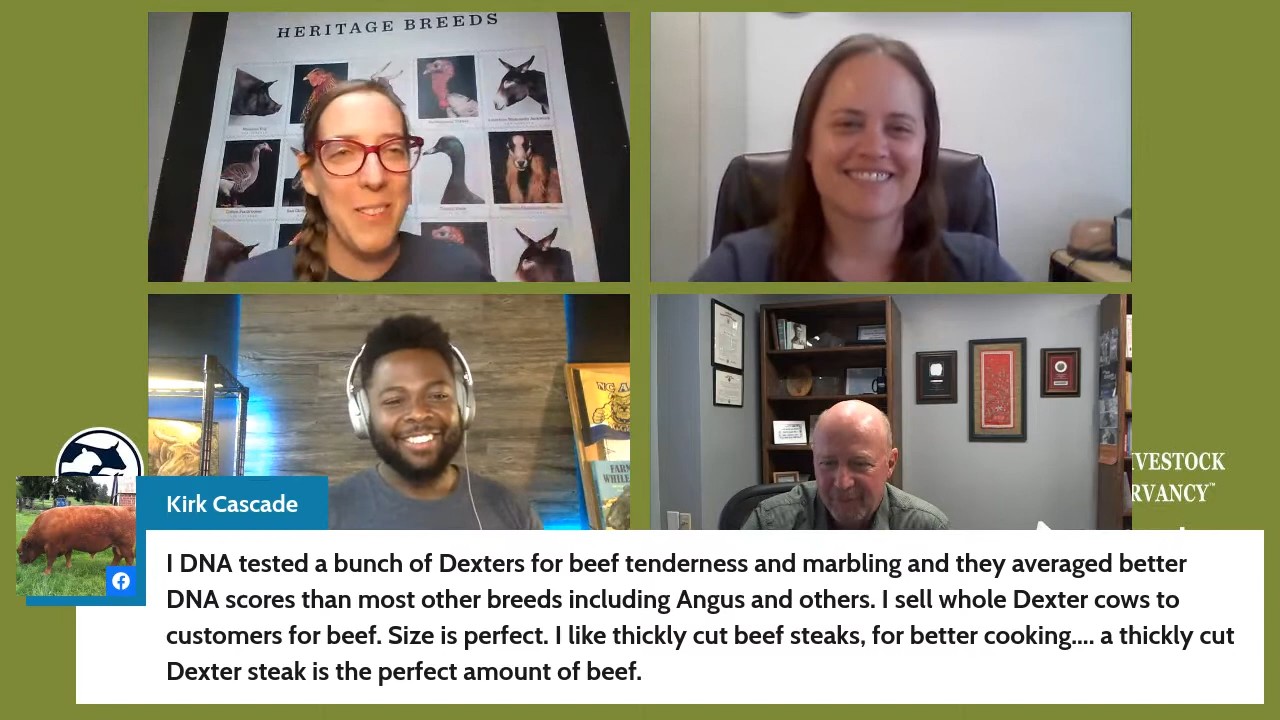 HERITAGE BREEDS
NC A
FARM
WHILE
VESTOCK
RVANCY™
Kirk Cascade
I DNA tested a bunch of Dexters for beef tenderness and marbling and they averaged better
DNA scores than most other breeds including Angus and others. I sell whole Dexter cows to
customers for beef. Size is perfect. I like thickly cut beef steaks, for better cooking.... a thickly cut
Dexter steak is the perfect amount of beef.